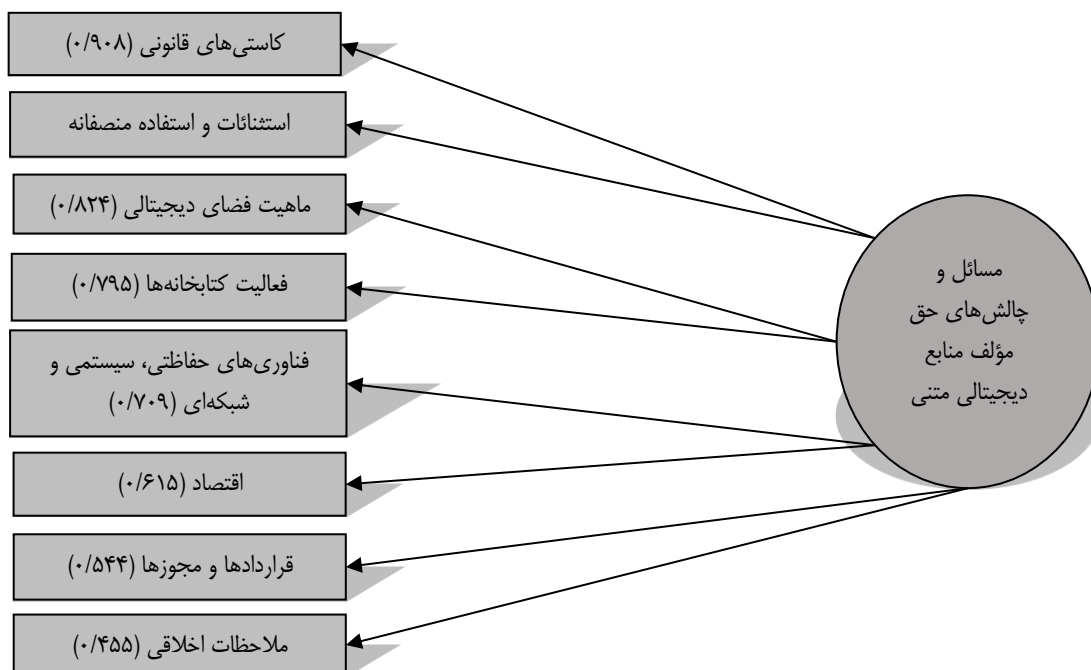 کاستی‌های قانونی (۰/۹۰۸)
استثنائات و استفاده منصفانه
ماهیت فضای دیجیتالی (۰/۸۲۴)
فعالیت کتابخانه‌ها (۰/۷۹۵)
فناوری‌های حفاظتی، سیستمی و
شبکه‌ای (۰/۷۰۹)
اقتصاد (۰/۶۱۵)
قراردادها و مجوزها (۰/۵۴۴)
ملاحظات اخلاقی (۰/۴۵۵)
مسائل و
چالش‌های حق
مؤلف منابع
دیجیتالی متنی